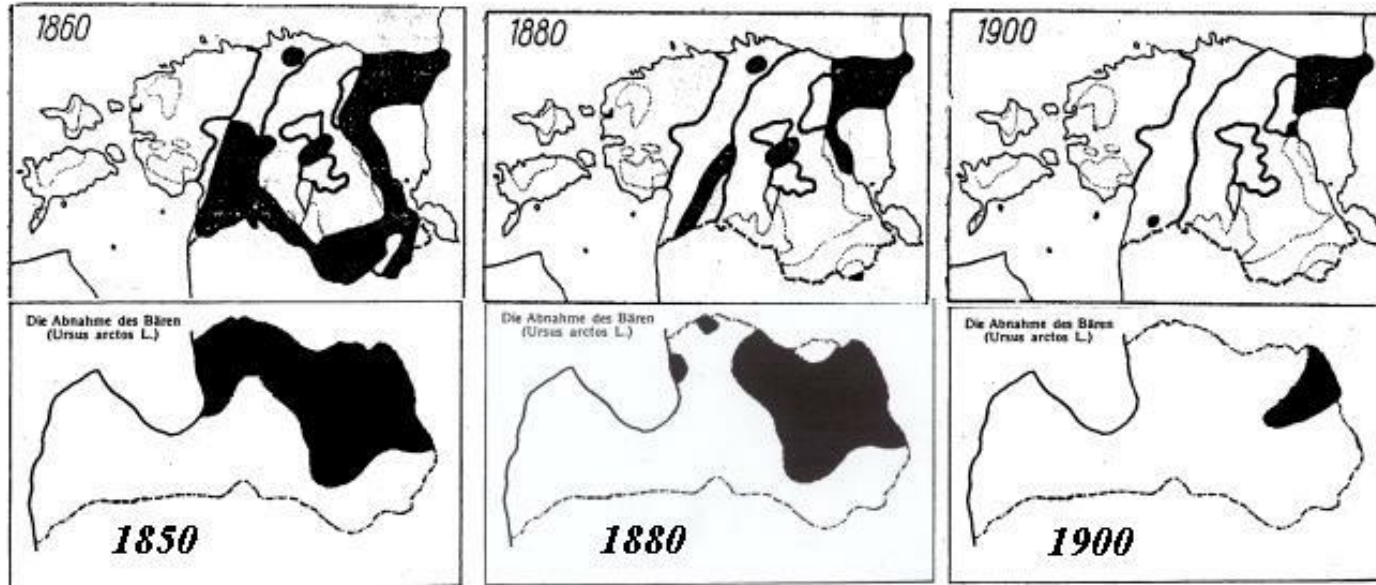 1860
1880
1900
Die Abnahme des Bären
(Ursus arctos L.)
1850
Die Abnahme des Bären
(Ursus arctos L.)
1880
Die Abnahme des Bären
(Ursus arctos L.)
1900